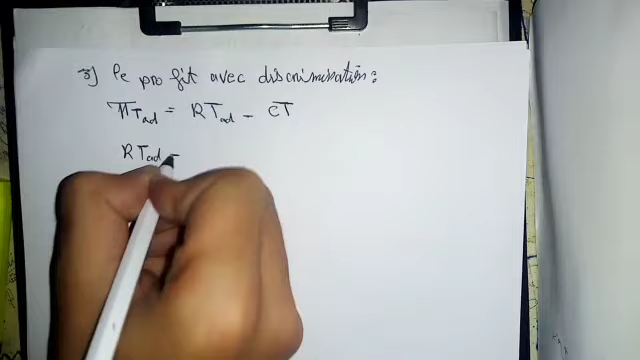 3) le profit avec discrimination :
πT_ad = RT_ad - CT
RT_ad =